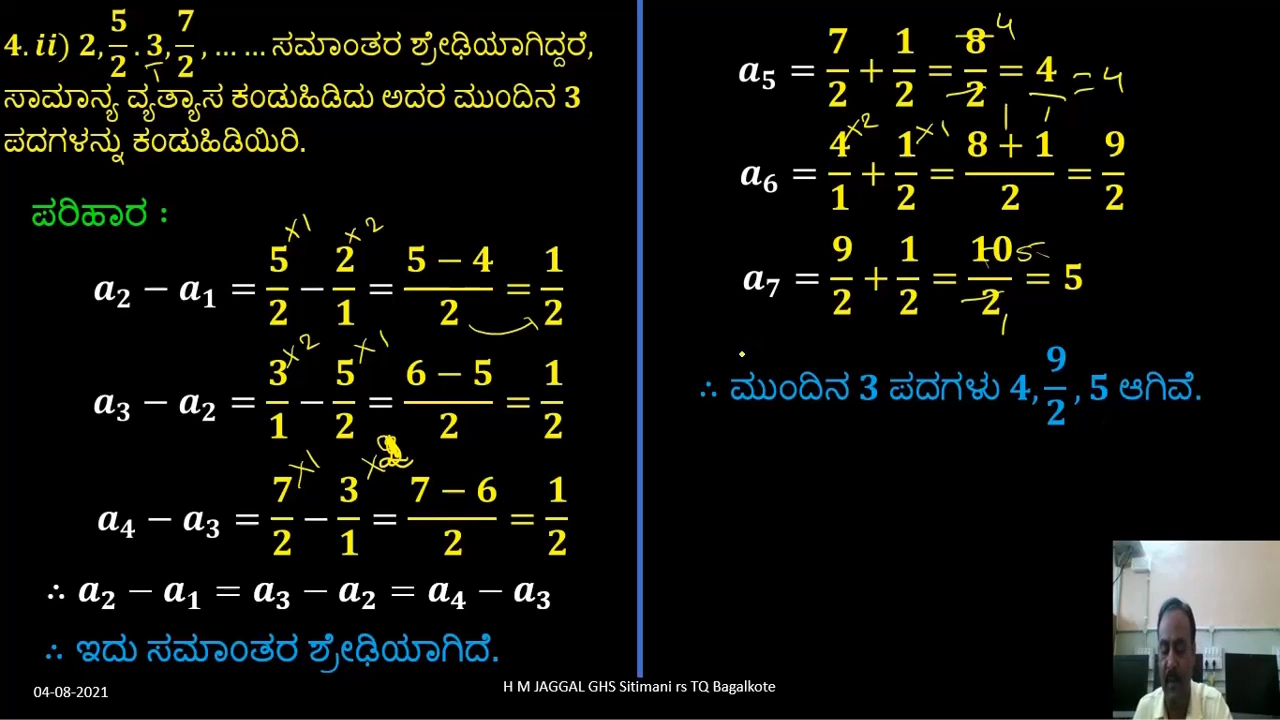 4. ii) 2, 5/2 . 3, 7/2 , ... ... ಸಮಾಂತರ ಶ್ರೇಢಿಯಾಗಿದ್ದರೆ,
ಸಾಮಾನ್ಯ ವ್ಯತ್ಯಾಸ ಕಂಡುಹಿಡಿದು ಅದರ ಮುಂದಿನ 3
ಪದಗಳನ್ನು ಕಂಡುಹಿಡಿಯಿರಿ.
ಪರಿಹಾರ :
a₂ − a₁ = 5/2 − 2/1 = (5 − 4)/2 = 1/2
a₃ − a₂ = 3/1 − 5/2 = (6 − 5)/2 = 1/2
a₄ − a₃ = 7/2 − 3/1 = (7 − 6)/2 = 1/2
∴ a₂ − a₁ = a₃ − a₂ = a₄ − a₃
∴ ಇದು ಸಮಾಂತರ ಶ್ರೇಢಿಯಾಗಿದೆ.
a₅ = 7/2 + 1/2 = 8/2 = 4 = 4
a₆ = 4/1 + 1/2 = (8 + 1)/2 = 9/2
a₇ = 9/2 + 1/2 = 10/2 = 5
∴ ಮುಂದಿನ 3 ಪದಗಳು 4, 9/2 , 5 ಆಗಿವೆ.
04-08-2021
H M JAGGAL GHS Sitimani rs TQ Bagalkote